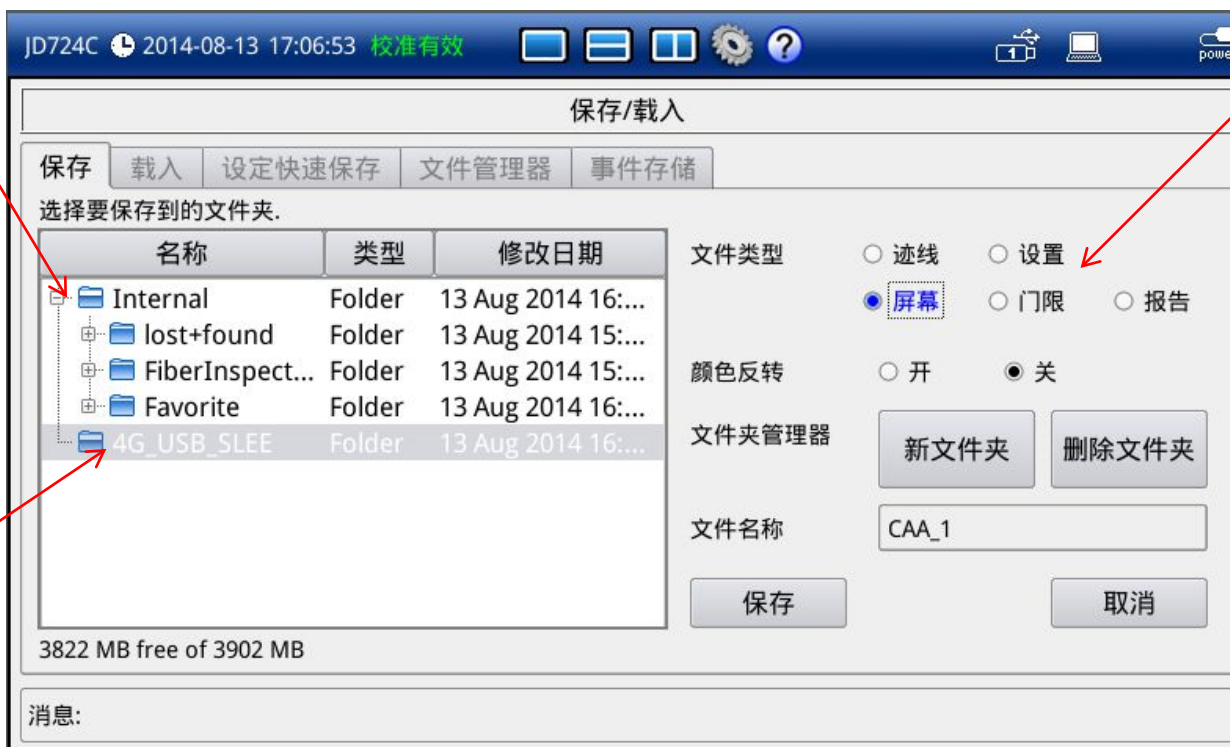 JD724C 2014-08-13 17:06:53 校准有效 ? 1
保存/载入
保存 载入 设定快速保存 文件管理器 事件存储
选择要保存到的文件夹.
名称 类型 修改日期
Internal Folder 13 Aug 2014 16:...
lost+found Folder 13 Aug 2014 15:...
FiberInspect... Folder 13 Aug 2014 15:...
Favorite Folder 13 Aug 2014 16:...
4G_USB_SLEE Folder 13 Aug 2014 16:...
3822 MB free of 3902 MB
文件类型 迹线 设置
屏幕 门限 报告
颜色反转 开 关
文件夹管理器 新文件夹 删除文件夹
文件名称 CAA_1
保存 取消
消息: